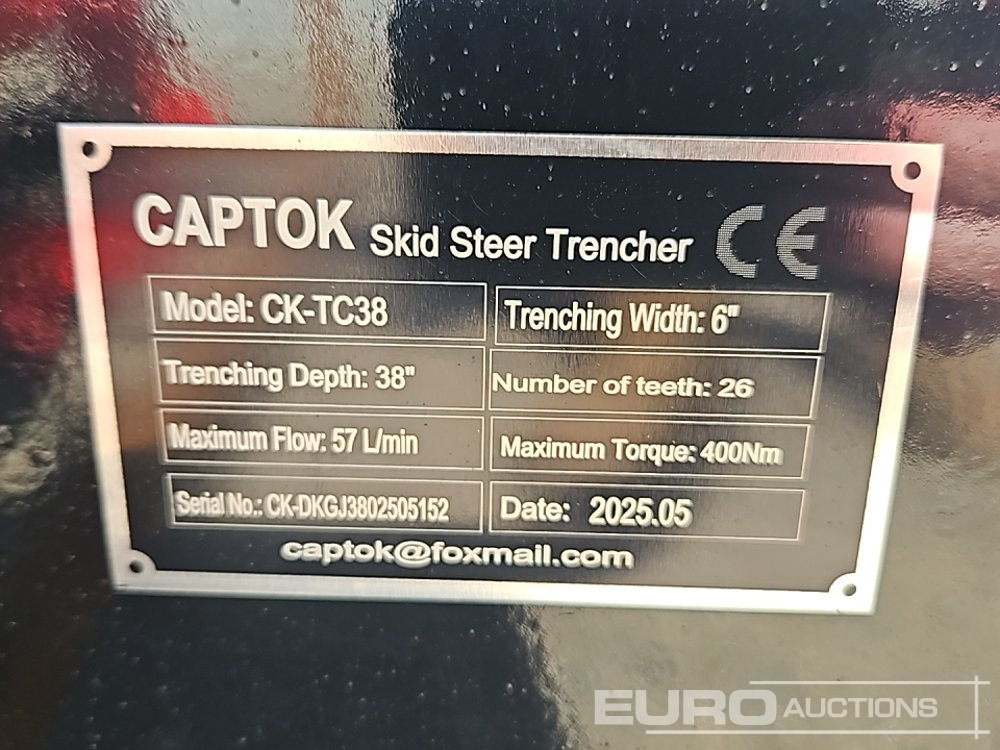 CAPTOK Skid Steer Trencher CE
Model: CK-TC38
Trenching Width: 6"
Trenching Depth: 38"
Number of teeth: 26
Maximum Flow: 57 L/min
Maximum Torque: 400Nm
Serial No.: CK-DKGJ3802505152
Date: 2025.05
captok@foxmail.com
EURO AUCTIONS